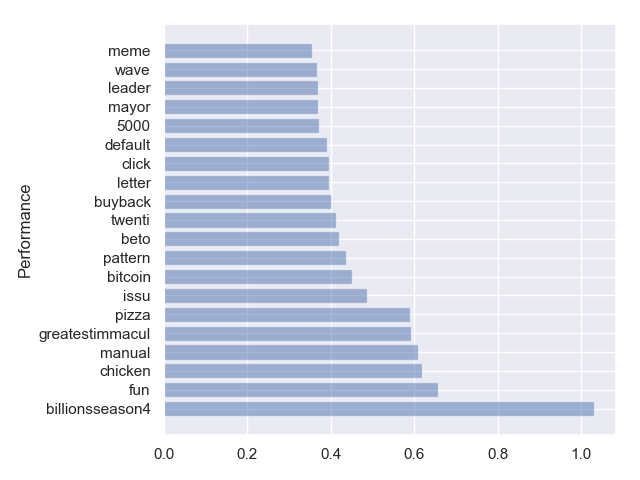 meme
wave
leader
mayor
5000
default
click
letter
buyback
twenti
beto
pattern
bitcoin
issu
pizza
greatestimmacul
manual
chicken
fun
billionsseason4
Performance
0.0 0.2 0.4 0.6 0.8 1.0